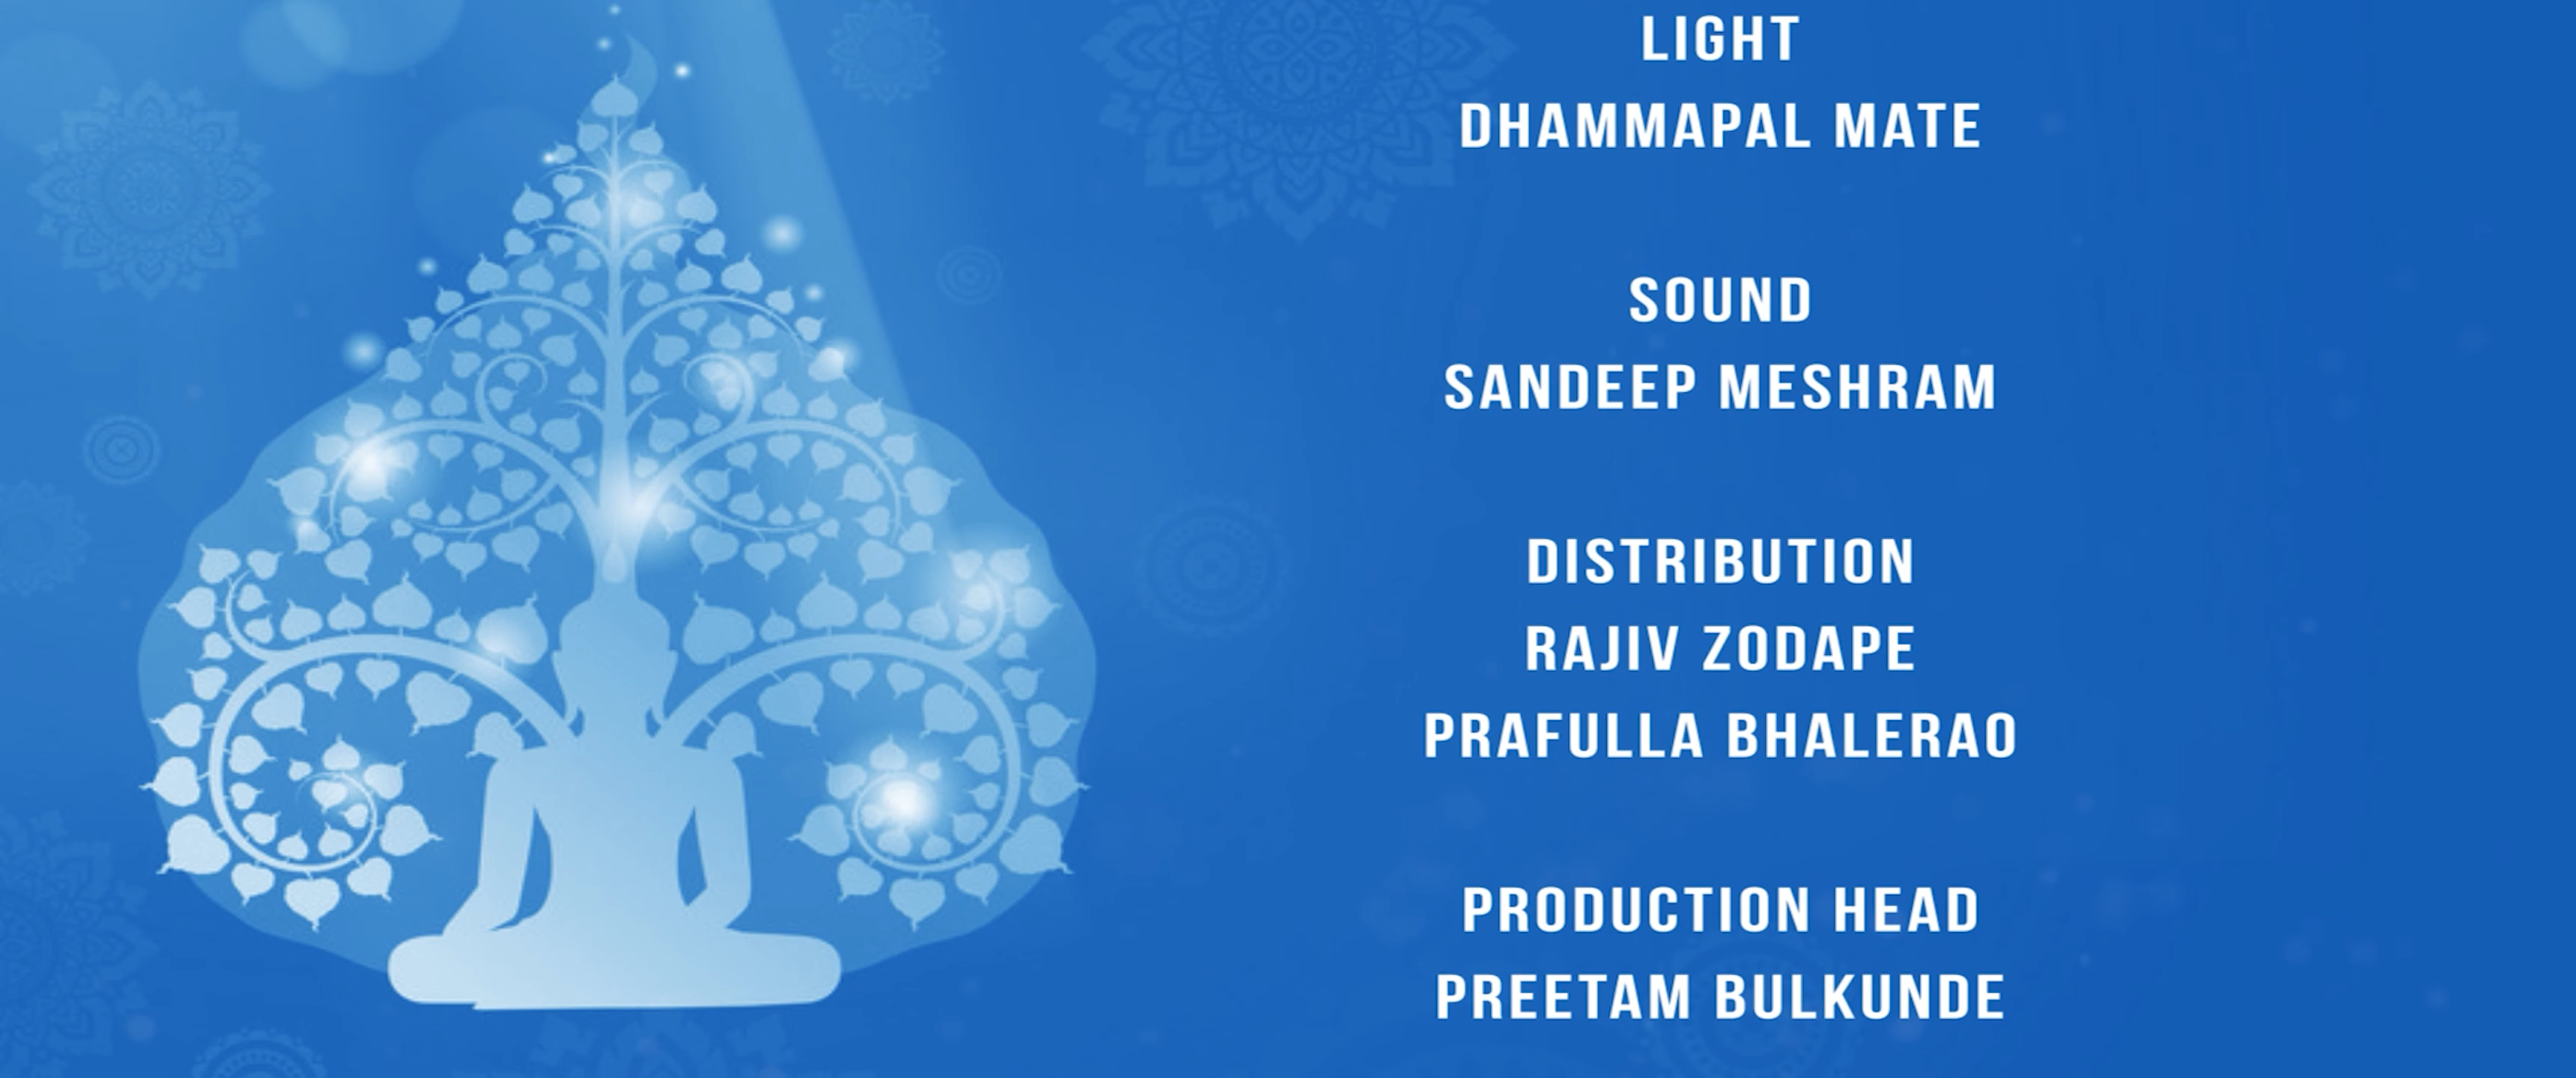 LIGHT
DHAMMAPAL MATE
SOUND
SANDEEP MESHRAM
DISTRIBUTION
RAJIV ZODAPE
PRAFULLA BHALERAO
PRODUCTION HEAD
PREETAM BULKUNDE